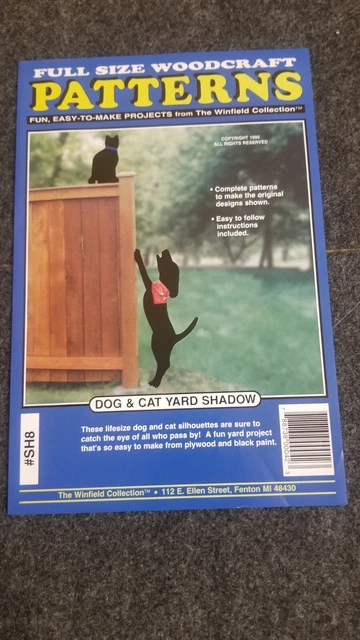 FULL SIZE WOODCRAFT
PATTERNS
FUN, EASY-TO-MAKE PROJECTS from The Winfield Collection™
COPYRIGHT 1996
ALL RIGHTS RESERVED
• Complete patterns
to make the original
designs shown.
• Easy to follow
instructions
included.
DOG & CAT YARD SHADOW
#SH8
These lifesize dog and cat silhouettes are sure to
catch the eye of all who pass by! A fun yard project
that's so easy to make from plywood and black paint.
The Winfield Collection™ • 112 E. Ellen Street, Fenton MI 48430